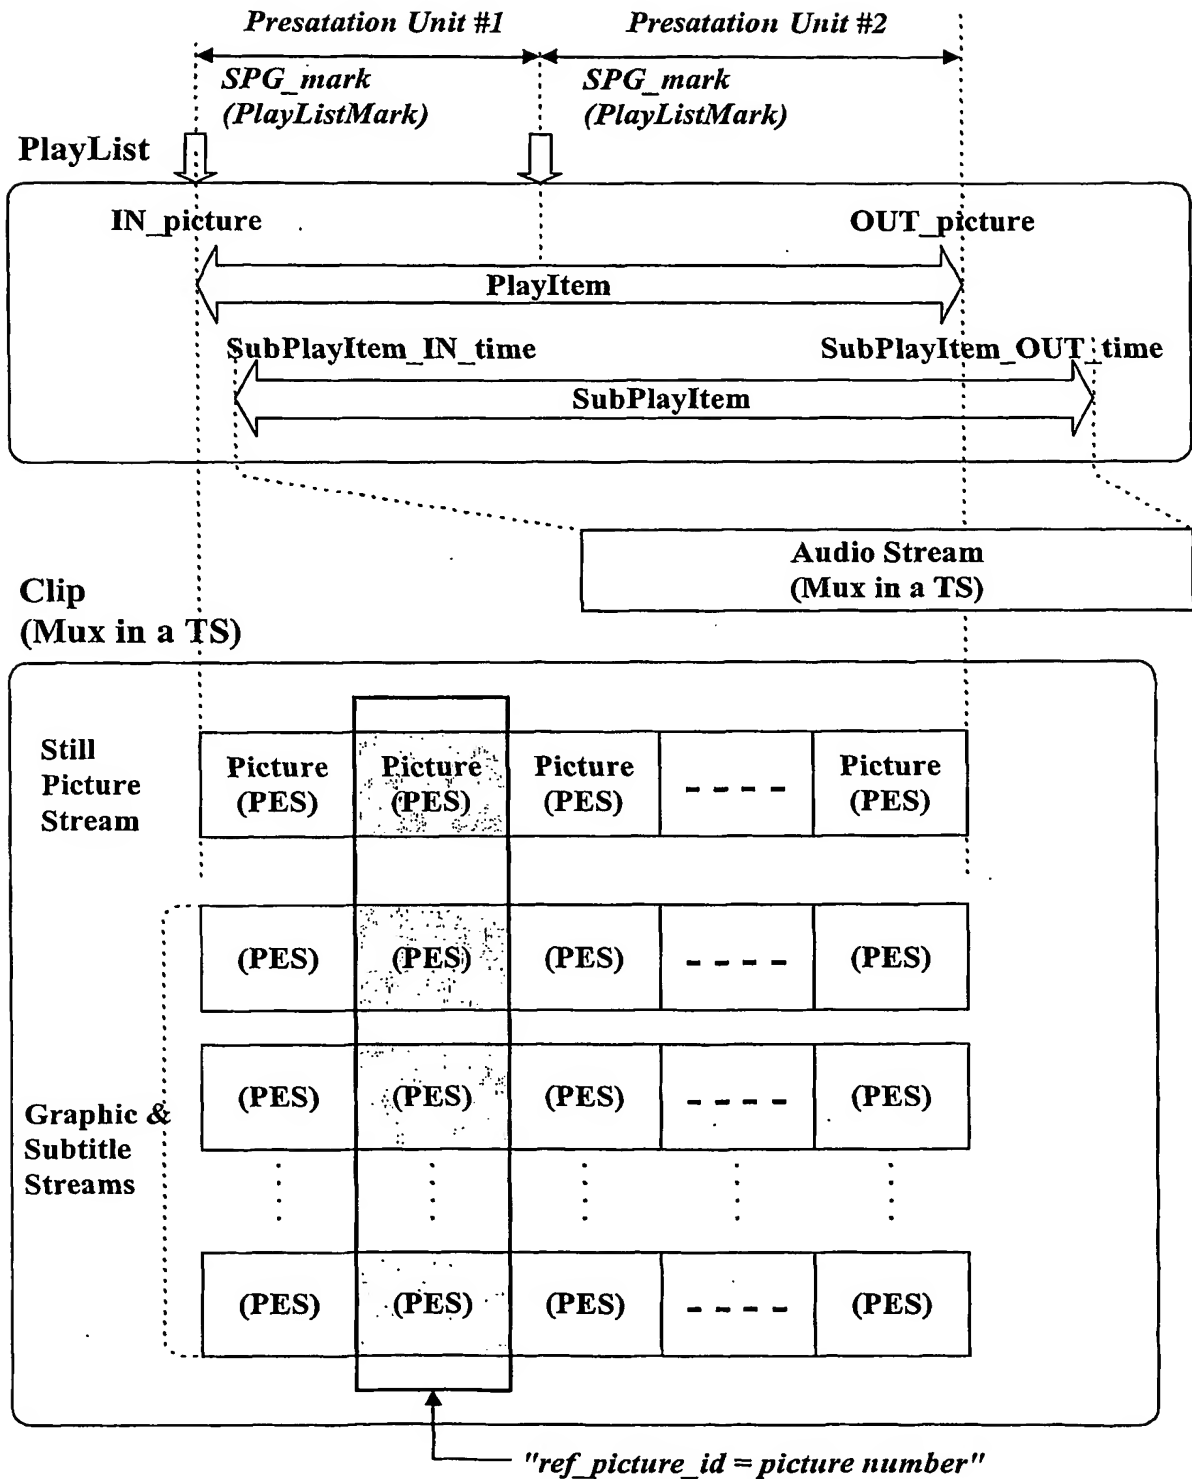 Presatation Unit #1
Presatation Unit #2
SPG_mark
(PlayListMark)
SPG_mark
(PlayListMark)
PlayList
IN_picture
OUT_picture
PlayItem
SubPlayItem_IN_time
SubPlayItem_OUT_time
SubPlayItem
Audio Stream
(Mux in a TS)
Clip
(Mux in a TS)
Still
Picture
Stream
Picture
(PES)
Picture
(PES)
Picture
(PES)
Picture
(PES)
(PES)
(PES)
(PES)
(PES)
(PES)
(PES)
(PES)
(PES)
Graphic &
Subtitle
Streams
(PES)
(PES)
(PES)
(PES)
"ref_picture_id = picture number"